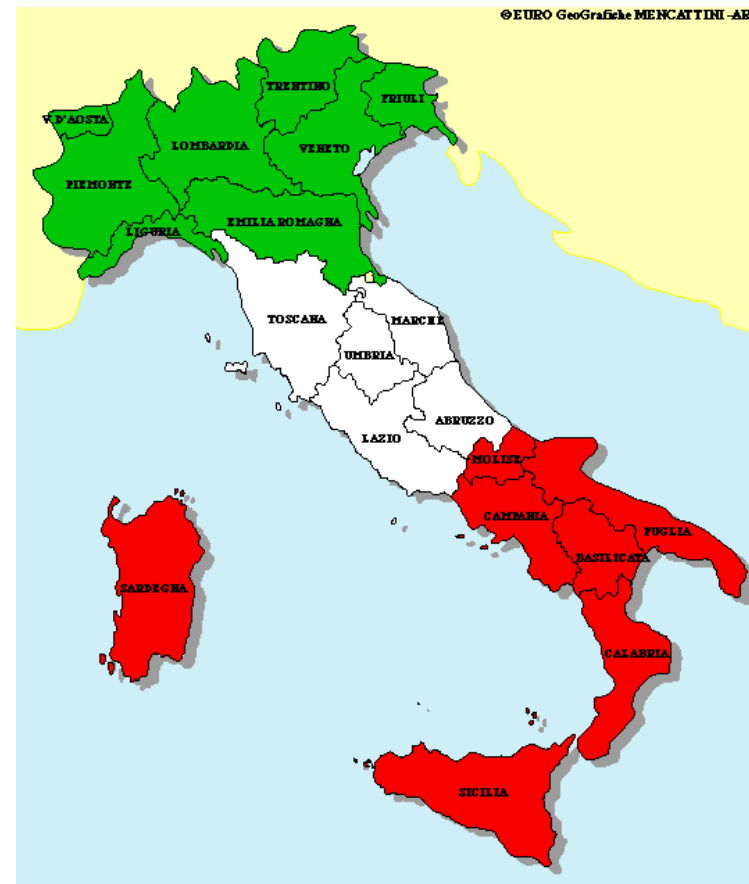 ©EURO GeoGrafiche MENCATTINI -AR
TRENTINO
FRIULI
V D'AOSTA
LOMBARDIA
VENETO
PIEMONTE
EMILIA ROMAGNA
LIGURIA
TOSCANA
MARCHE
UMBRIA
ABRUZZO
LAZIO
MOLISE
CAMPANIA
PUGLIA
BASILICATA
SARDEGNA
CALABRIA
SICILIA